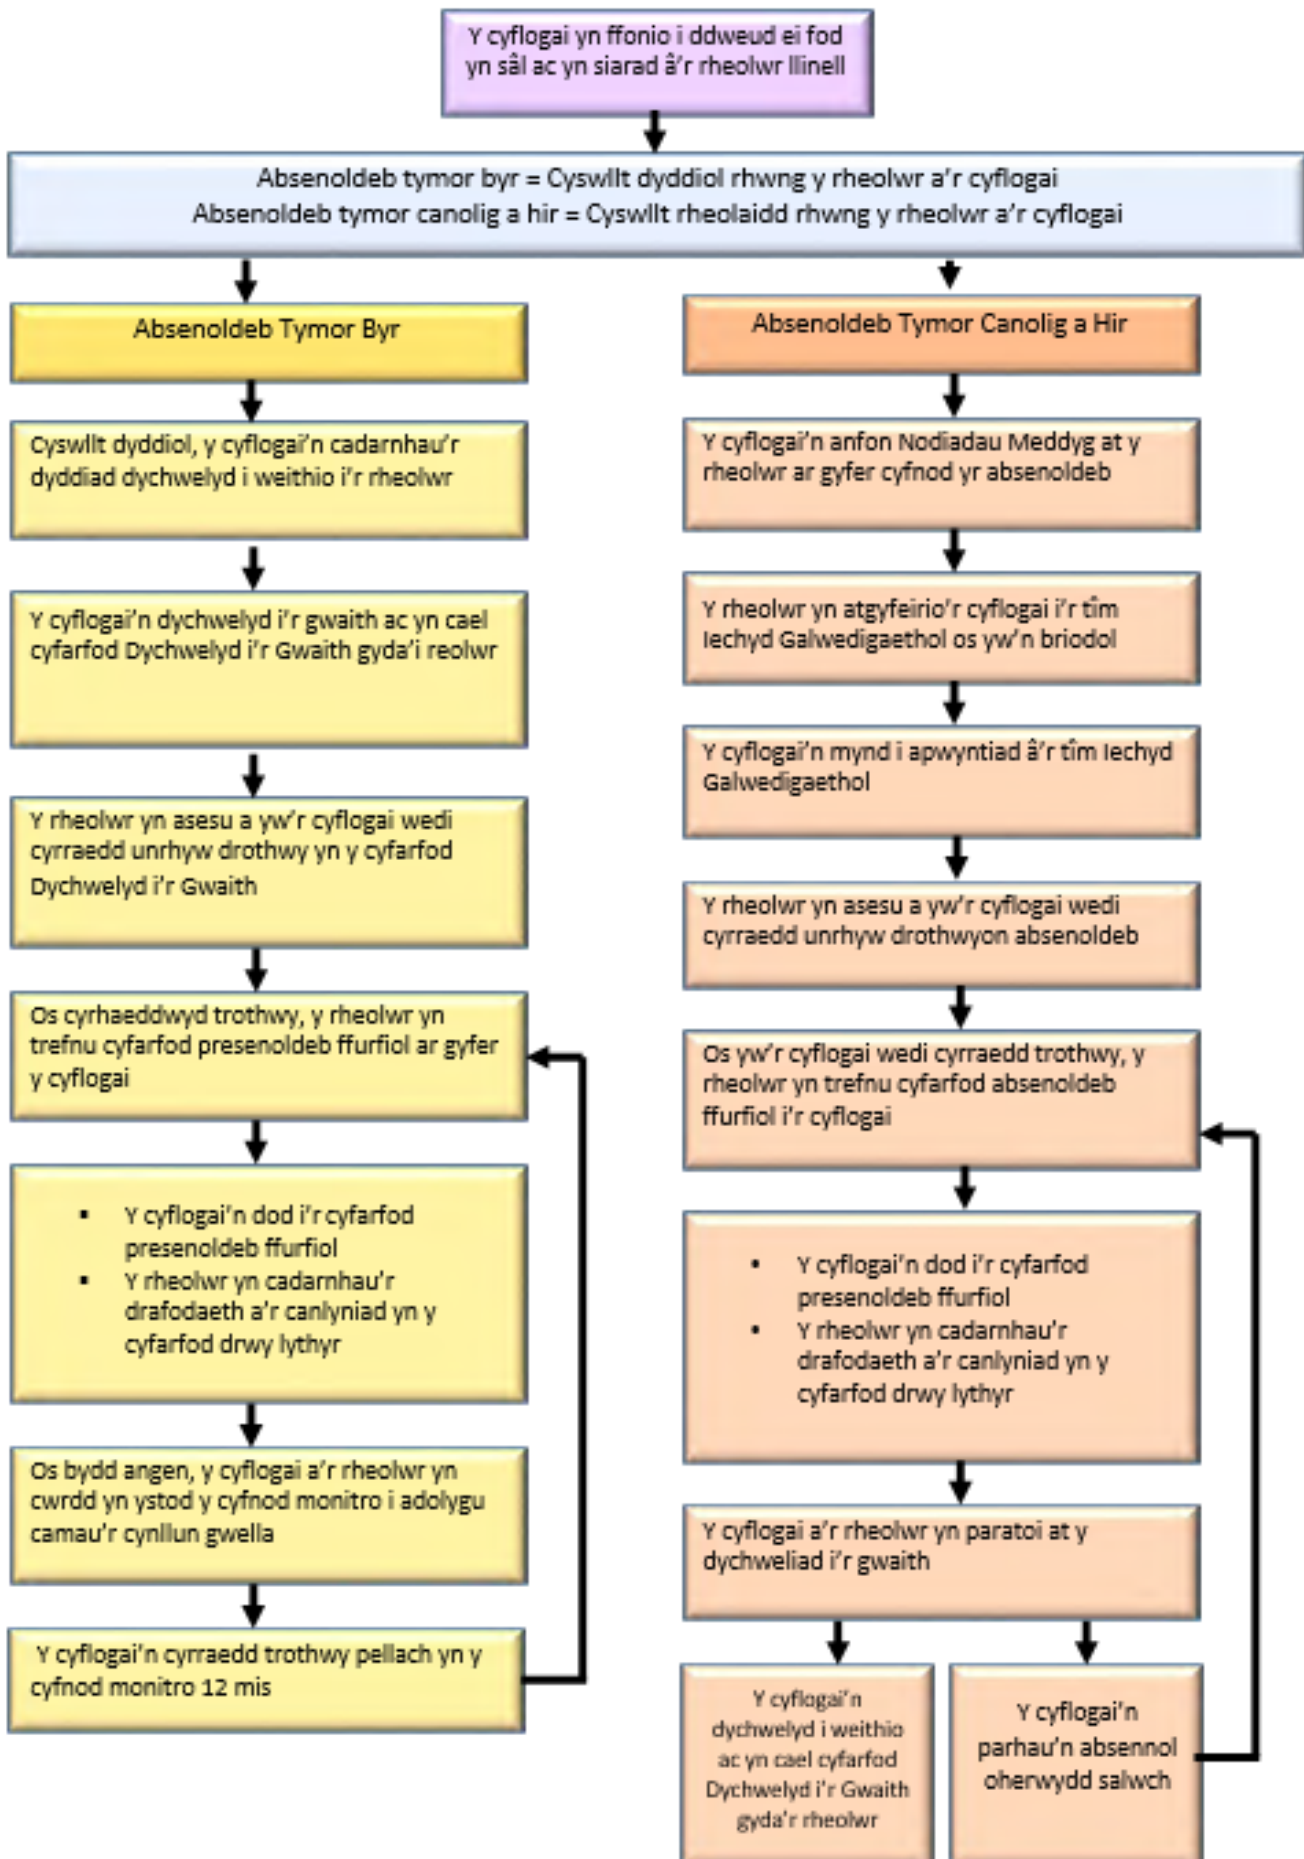 Y cyflogai yn ffonio i ddweud ei fod
yn sâl ac yn siarad â'r rheolwr llinell
Absenoldeb tymor byr = Cyswllt dyddiol rhwng y rheolwr a'r cyflogai
Absenoldeb tymor canolig a hir = Cyswllt rheolaidd rhwng y rheolwr a'r cyflogai
Absenoldeb Tymor Byr
Cyswllt dyddiol, y cyflogai'n cadarnhau'r
dyddiad dychwelyd i weithio i'r rheolwr
Y cyflogai'n dychwelyd i'r gwaith ac yn cael
cyfarfod Dychwelyd i'r Gwaith gyda'i reolwr
Y rheolwr yn asesu a yw'r cyflogai wedi
cyrraedd unrhyw drothwy yn y cyfarfod
Dychwelyd i'r Gwaith
Os cyrhaeddwyd trothwy, y rheolwr yn
trefnu cyfarfod presenoldeb ffurfiol ar gyfer
y cyflogai
▪ Y cyflogai'n dod i'r cyfarfod
presenoldeb ffurfiol
▪ Y rheolwr yn cadarnhau'r
drafodaeth a'r canlyniad yn y
cyfarfod drwy lythyr
Os bydd angen, y cyflogai a'r rheolwr yn
cwrdd yn ystod y cyfnod monitro i adolygu
camau'r cynllun gwella
Y cyflogai'n cyrraedd trothwy pellach yn y
cyfnod monitro 12 mis
Absenoldeb Tymor Canolig a Hir
Y cyflogai'n anfon Nodiadau Meddyg at y
rheolwr ar gyfer cyfnod yr absenoldeb
Y rheolwr yn atgyfeirio'r cyflogai i'r tîm
Iechyd Galwedigaethol os yw'n briodol
Y cyflogai'n mynd i apwyntiad â'r tîm Iechyd
Galwedigaethol
Y rheolwr yn asesu a yw'r cyflogai wedi
cyrraedd unrhyw drothwyon absenoldeb
Os yw'r cyflogai wedi cyrraedd trothwy, y
rheolwr yn trefnu cyfarfod absenoldeb
ffurfiol i'r cyflogai
▪ Y cyflogai'n dod i'r cyfarfod
presenoldeb ffurfiol
▪ Y rheolwr yn cadarnhau'r
drafodaeth a'r canlyniad yn y
cyfarfod drwy lythyr
Y cyflogai a'r rheolwr yn paratoi at y
dychweliad i'r gwaith
Y cyflogai'n
dychwelyd i weithio
ac yn cael cyfarfod
Dychwelyd i'r Gwaith
gyda'r rheolwr
Y cyflogai'n
parhau'n absennol
oherwydd salwch